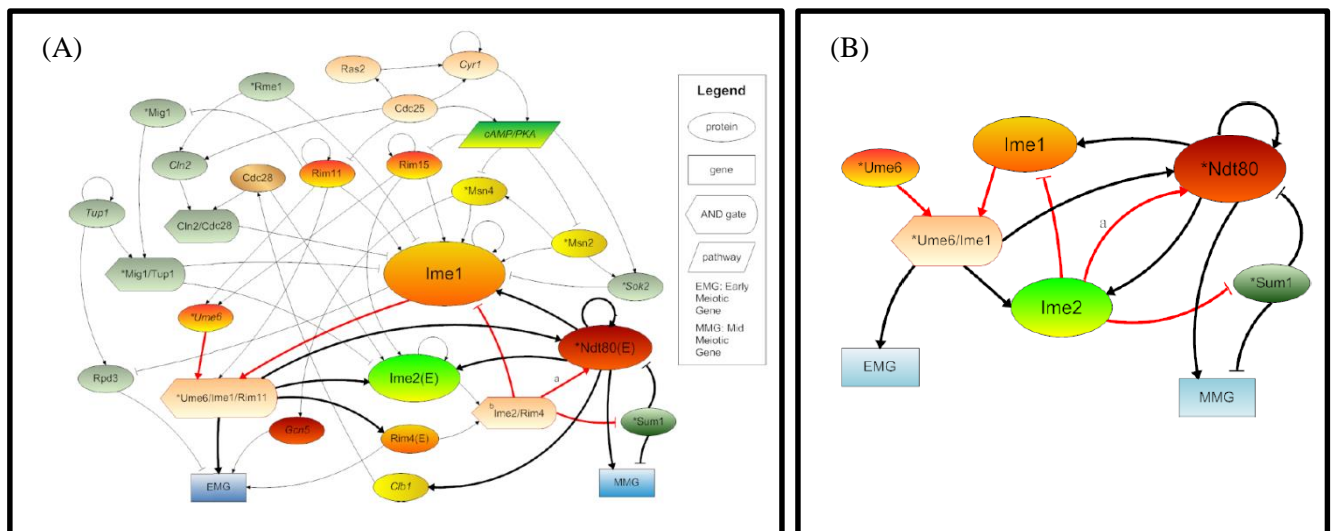 (A)
Ras2
Cyr1
*Rme1
*Mig1
Cdc25
cAMP/PKA
Cln2
Cdc28
Rim11
Rim15
*Msn4
Tup1
Cln2/Cdc28
*Msn2
*Mig1/Tup1
Ime1
*Sok2
*Ume6
*Ndt80(E)
Rpd3
Ime2(E)
a
*Ume6/Ime1/Rim11
b Ime2/Rim4
*Sum1
Gcn5
Rim4(E)
EMG
Clb1
MMG
Legend
protein
gene
AND gate
pathway
EMG: Early
Meiotic
Gene
MMG: Mid
Meiotic
Gene
(B)
Ime1
*Ume6
*Ndt80
a
*Ume6/Ime1
*Sum1
Ime2
EMG
MMG